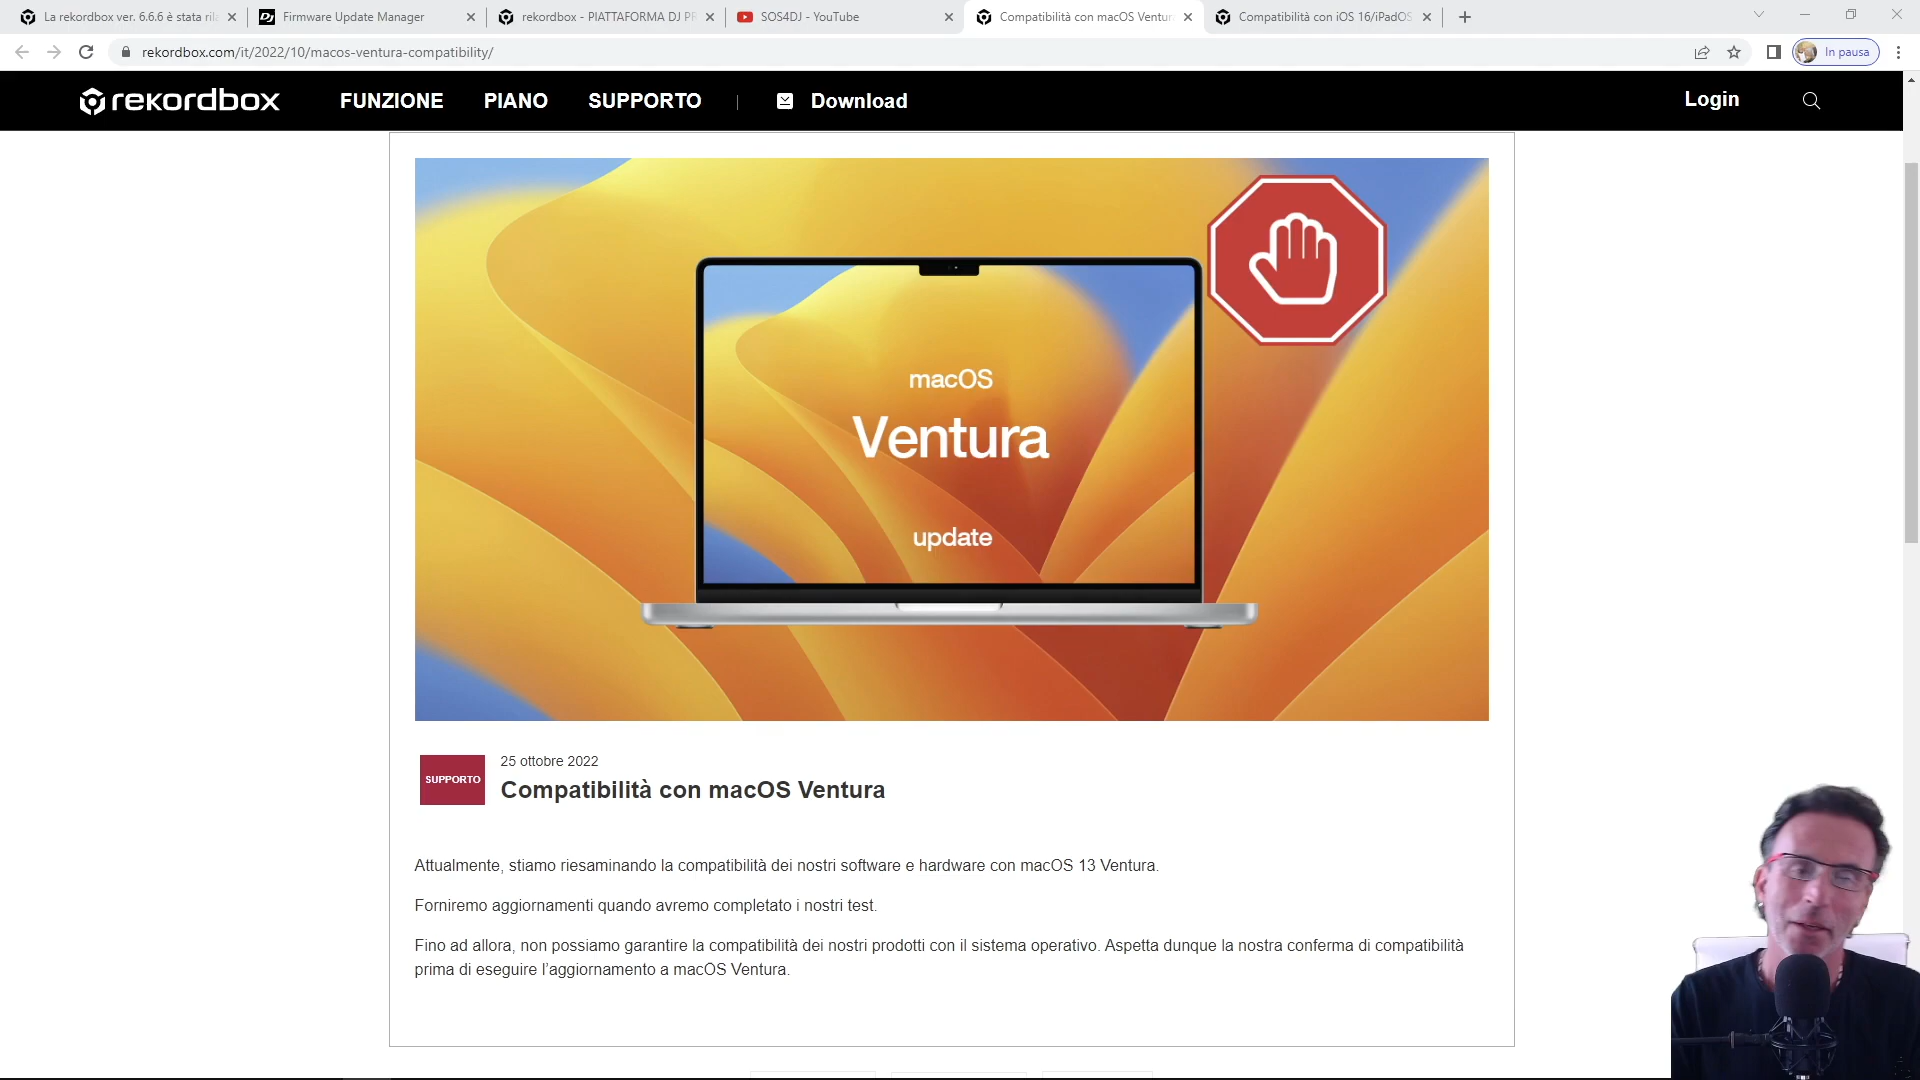 La rekordbox ver. 6.6.6 è stata rila
Firmware Update Manager
rekordbox - PIATTAFORMA DJ PR
SOS4DJ - YouTube
Compatibilità con macOS Ventur
Compatibilità con iOS 16/iPadOS
rekordbox.com/it/2022/10/macos-ventura-compatibility/
In pausa
rekordbox
FUNZIONE
PIANO
SUPPORTO
Download
Login
macOS
Ventura
update
SUPPORTO
25 ottobre 2022
Compatibilità con macOS Ventura
Attualmente, stiamo riesaminando la compatibilità dei nostri software e hardware con macOS 13 Ventura.
Forniremo aggiornamenti quando avremo completato i nostri test.
Fino ad allora, non possiamo garantire la compatibilità dei nostri prodotti con il sistema operativo. Aspetta dunque la nostra conferma di compatibilità
prima di eseguire l’aggiornamento a macOS Ventura.